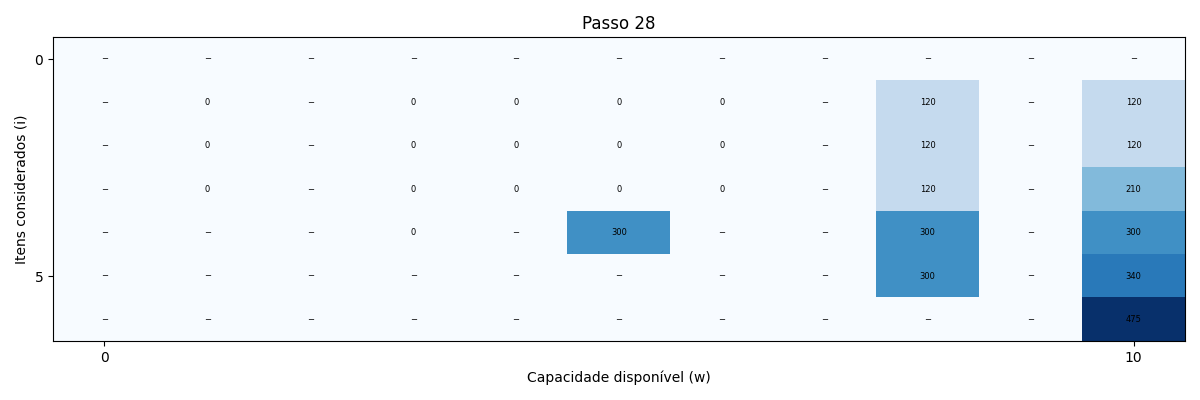 Passo 28
0 – – – – – – – – – – –
– 0 – 0 0 0 0 – 120 – 120
– 0 – 0 0 0 0 – 120 – 120
– 0 – 0 0 0 0 – 120 – 210
– – – 0 – 300 – – 300 – 300
5 – – – – – – – – 300 – 340
– – – – – – – – – – 475
0 10
Capacidade disponível (w)
Itens considerados (i)